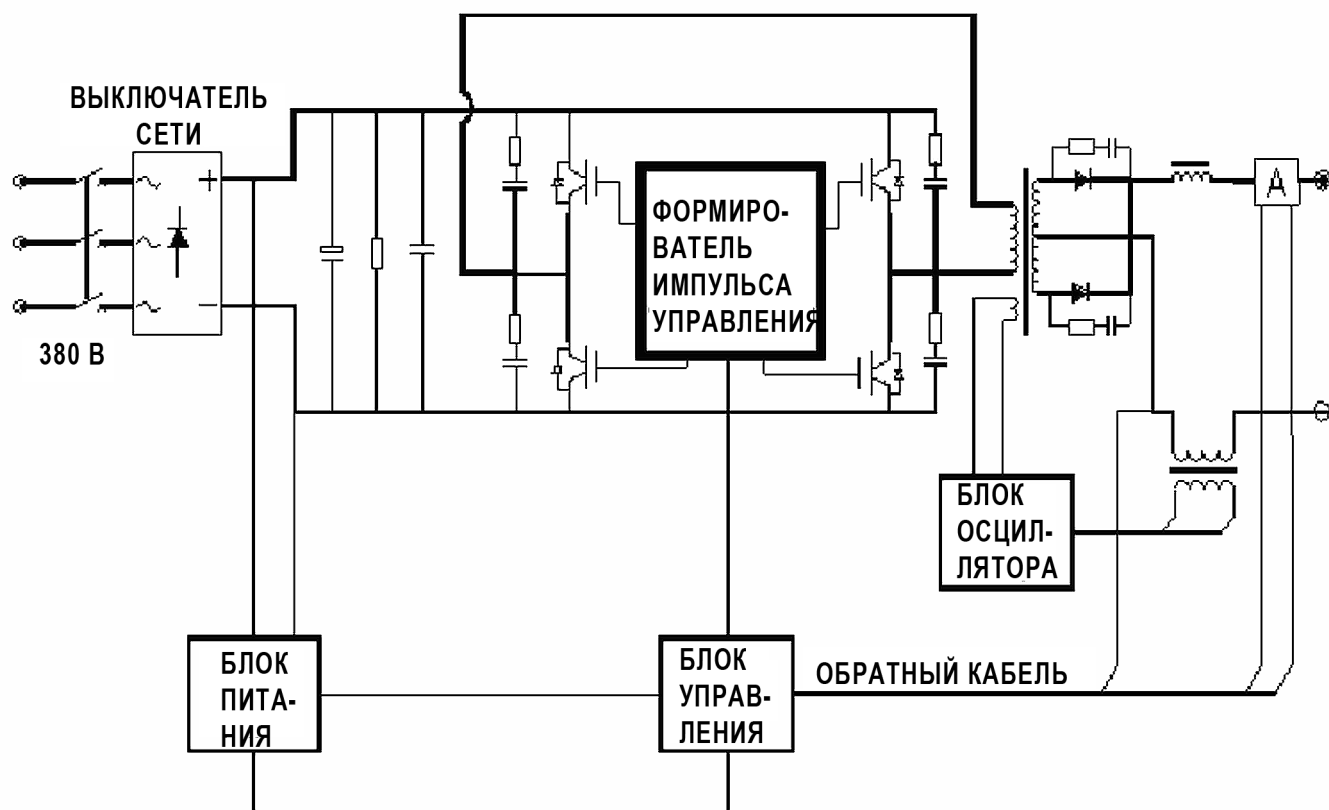 ВЫКЛЮЧАТЕЛЬ
СЕТИ
380 В
ФОРМИРО-
ВАТЕЛЬ
ИМПУЛЬСА
УПРАВЛЕНИЯ
А
БЛОК
ОСЦИЛ-
ЛЯТОРА
БЛОК
ПИТА-
НИЯ
БЛОК
УПРАВ-
ЛЕНИЯ
ОБРАТНЫЙ КАБЕЛЬ